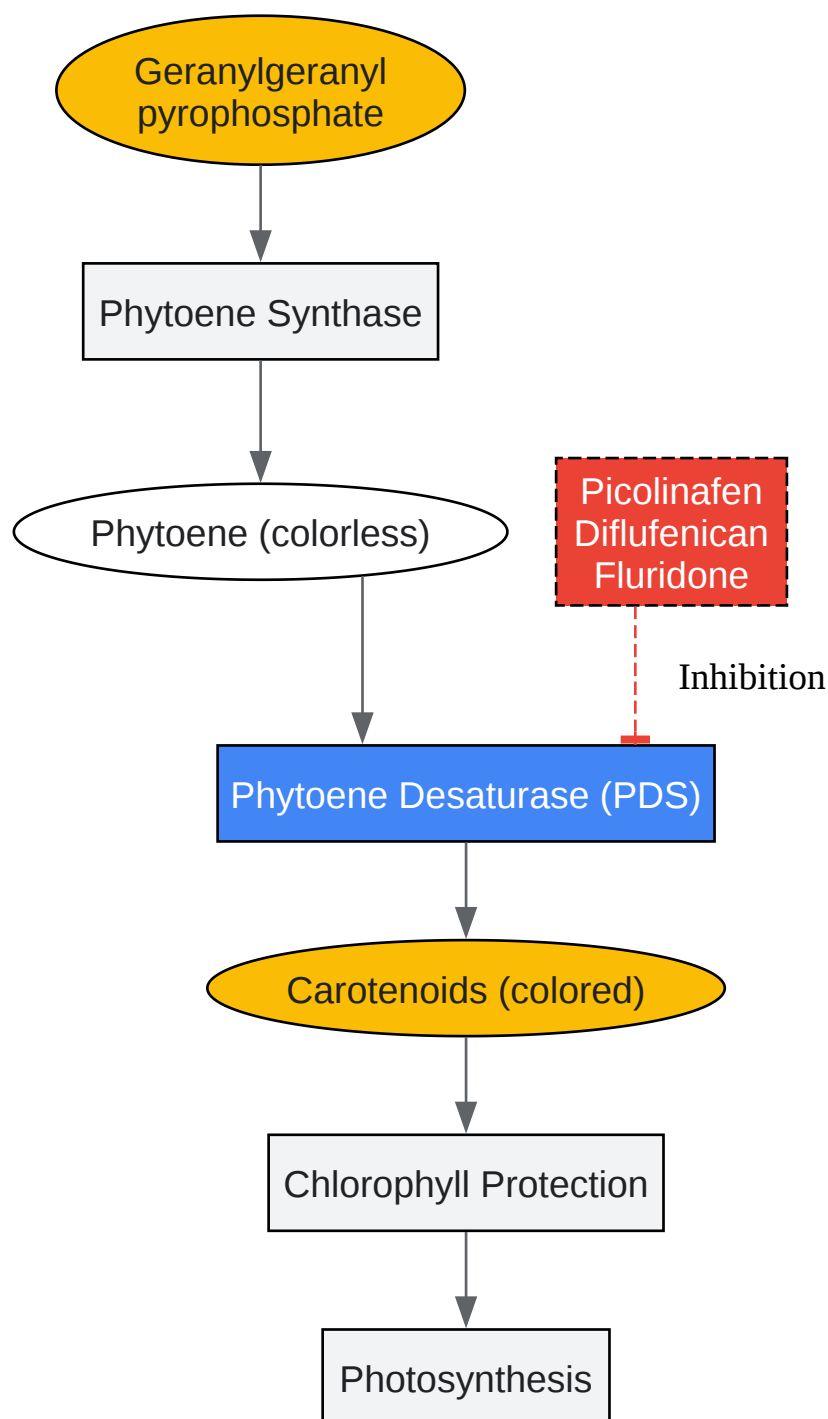 Geranylgeranyl
pyrophosphate
Phytoene Synthase
Phytoene (colorless)
Picolinafen
Diflufenican
Fluridone
Inhibition
Phytoene Desaturase (PDS)
Carotenoids (colored)
Chlorophyll Protection
Photosynthesis